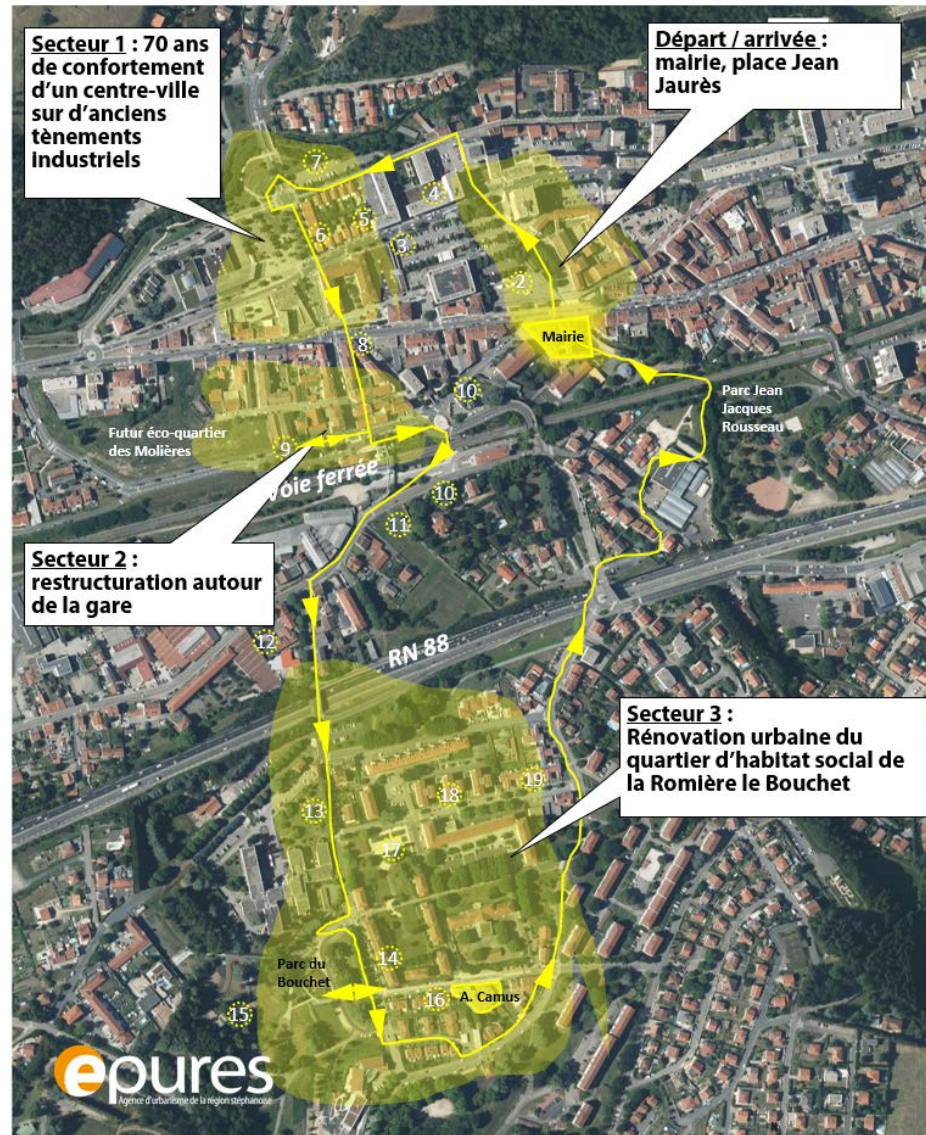 Secteur 1 : 70 ans
de confortement
d'un centre-ville
sur d'anciens
tènements
industriels
Départ / arrivée :
mairie, place Jean
Jaurès
7
4
5
6
3
2
Mairie
8
10
Parc Jean
Jacques
Rousseau
Futur éco-quartier
des Molières
9
Voie ferrée
10
11
Secteur 2 :
restructuration autour
de la gare
12
RN 88
Secteur 3 :
Rénovation urbaine du
quartier d'habitat social de
la Romière le Bouchet
19
18
13
17
14
Parc du
Bouchet
16
A. Camus
15
epures
Agence d'urbanisme de la région stéphanoise